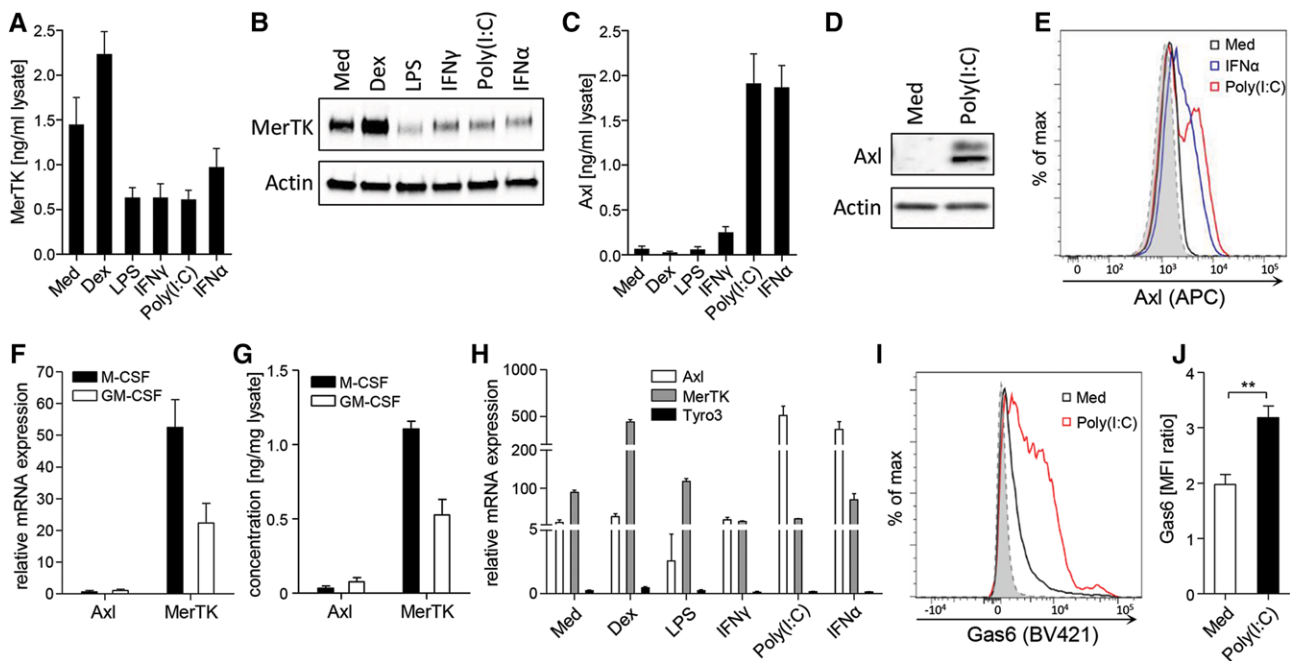 A
MerTK [ng/ml lysate]
2.5
2.0
1.5
1.0
0.5
0.0
Med
Dex
LPS
IFNγ
Poly(I:C)
IFNα
B
Med
Dex
LPS
IFNγ
Poly(I:C)
IFNα
MerTK
Actin
C
Axl [ng/ml lysate]
2.5
2.0
1.5
1.0
0.5
0.0
Med
Dex
LPS
IFNγ
Poly(I:C)
IFNα
D
Med
Poly(I:C)
Axl
Actin
E
% of max
Med
IFNα
Poly(I:C)
0 10² 10³ 10⁴ 10⁵
Axl (APC)
F
relative mRNA expression
70
60
50
40
30
20
10
0
M-CSF
GM-CSF
Axl MerTK
G
concentration [ng/mg lysate]
1.5
1.0
0.5
0.0
M-CSF
GM-CSF
Axl MerTK
H
relative mRNA expression
1000
500
200
100
5
0
Axl
MerTK
Tyro3
Med
Dex
LPS
IFNγ
Poly(I:C)
IFNα
I
% of max
Med
Poly(I:C)
-10⁴ 0 10⁴ 10⁵
Gas6 (BV421)
J
Gas6 [MFI ratio]
4
3
2
1
0
**
Med
Poly(I:C)